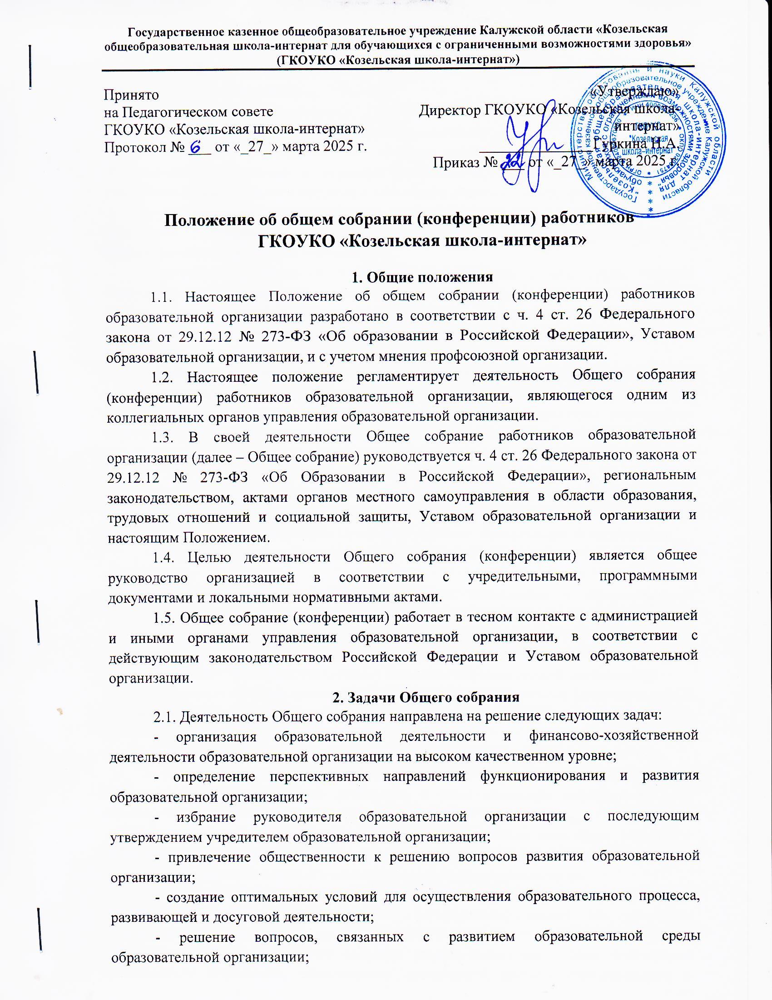 Государственное казенное общеобразовательное учреждение Калужской области «Козельская
общеобразовательная школа-интернат для обучающихся с ограниченными возможностями здоровья»
(ГКОУКО «Козельская школа-интернат»)
Принято
на Педагогическом совете
ГКОУКО «Козельская школа-интернат»
Протокол № 6 от «_27_» марта 2025 г.
«Утверждаю»
Директор ГКОУКО «Козельская школа-
интернат»
Гуркина Н.А.
Приказ № 22 от «_27_» марта 2025 г.
Министерство образования и науки Калужской области
Государственное казенное общеобразовательное учреждение Калужской области
"Козельская общеобразовательная школа-интернат для
обучающихся с ограниченными возможностями здоровья"
ГКОУКО
"Козельская
школа-интернат"
Положение об общем собрании (конференции) работников
ГКОУКО «Козельская школа-интернат»
1. Общие положения
1.1. Настоящее Положение об общем собрании (конференции) работников
образовательной организации разработано в соответствии с ч. 4 ст. 26 Федерального
закона от 29.12.12 № 273-ФЗ «Об образовании в Российской Федерации», Уставом
образовательной организации, и с учетом мнения профсоюзной организации.
1.2. Настоящее положение регламентирует деятельность Общего собрания
(конференции) работников образовательной организации, являющегося одним из
коллегиальных органов управления образовательной организации.
1.3. В своей деятельности Общее собрание работников образовательной
организации (далее – Общее собрание) руководствуется ч. 4 ст. 26 Федерального закона от
29.12.12 № 273-ФЗ «Об Образовании в Российской Федерации», региональным
законодательством, актами органов местного самоуправления в области образования,
трудовых отношений и социальной защиты, Уставом образовательной организации и
настоящим Положением.
1.4. Целью деятельности Общего собрания (конференции) является общее
руководство организацией в соответствии с учредительными, программными
документами и локальными нормативными актами.
1.5. Общее собрание (конференции) работает в тесном контакте с администрацией
и иными органами управления образовательной организации, в соответствии с
действующим законодательством Российской Федерации и Уставом образовательной
организации.
2. Задачи Общего собрания
2.1. Деятельность Общего собрания направлена на решение следующих задач:
- организация образовательной деятельности и финансово-хозяйственной
деятельности образовательной организации на высоком качественном уровне;
- определение перспективных направлений функционирования и развития
образовательной организации;
- избрание руководителя образовательной организации с последующим
утверждением учредителем образовательной организации;
- привлечение общественности к решению вопросов развития образовательной
организации;
- создание оптимальных условий для осуществления образовательного процесса,
развивающей и досуговой деятельности;
- решение вопросов, связанных с развитием образовательной среды
образовательной организации;